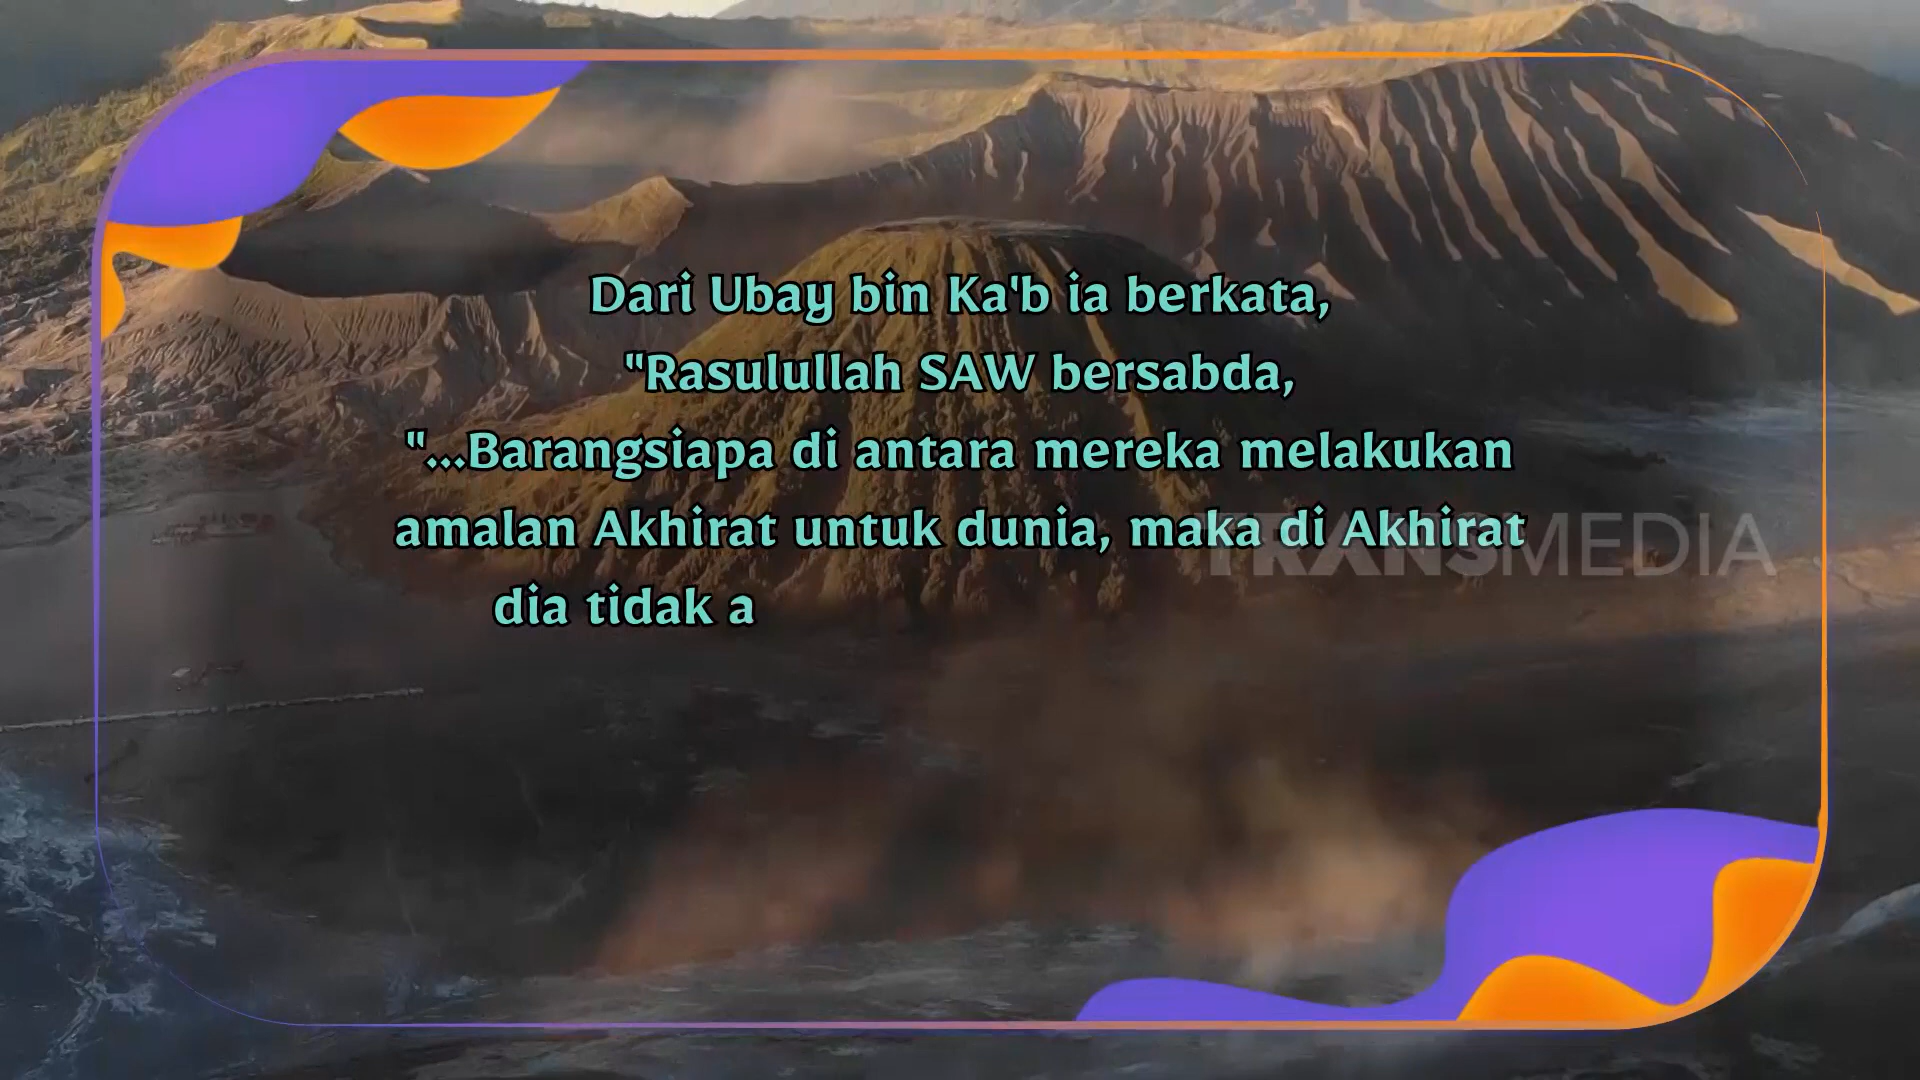 Dari Ubay bin Ka'b ia berkata,
"Rasulullah SAW bersabda,
"...Barangsiapa di antara mereka melakukan
amalan Akhirat untuk dunia, maka di Akhirat
TRANSMEDIA
dia tidak a